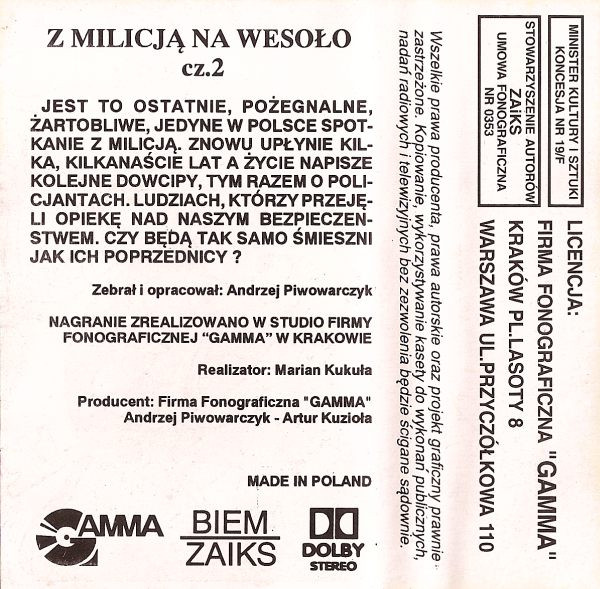 Z MILICJĄ NA WESOŁO
cz.2
JEST TO OSTATNIE, POŻEGNALNE,
ŻARTOBLIWE, JEDYNE W POLSCE SPOT-
KANIE Z MILICJĄ. ZNOWU UPŁYNIE KIL-
KA, KILKANAŚCIE LAT A ŻYCIE NAPISZE
KOLEJNE DOWCIPY, TYM RAZEM O POLI-
CJANTACH. LUDZIACH, KTÓRZY PRZEJĘ-
LI OPIEKĘ NAD NASZYM BEZPIECZEŃ-
STWEM. CZY BĘDĄ TAK SAMO ŚMIESZNI
JAK ICH POPRZEDNICY ?
Zebrał i opracował: Andrzej Piwowarczyk
NAGRANIE ZREALIZOWANO W STUDIO FIRMY
FONOGRAFICZNEJ "GAMMA" W KRAKOWIE
Realizator: Marian Kukuła
Producent: Firma Fonograficzna "GAMMA"
Andrzej Piwowarczyk - Artur Kuzioła
MADE IN POLAND
GAMMA
BIEM
ZAIKS
DOLBY
STEREO
Wszelkie prawa producenta, prawa autorskie oraz projekt graficzny prawnie
zastrzeżone. Kopiowanie, wykorzystywanie kasety do wykonań publicznych,
nadań radiowych i telewizyjnych bez zezwolenia będzie ścigane sądownie.
MINISTER KULTURY I SZTUKI
KONCESJA NR 19/F
STOWARZYSZENIE AUTORÓW
ZAiKS
UMOWA FONOGRAFICZNA
NR 0353
LICENCJA:
FIRMA FONOGRAFICZNA "GAMMA"
KRAKÓW PL.LASOTY 8
WARSZAWA UL.PRZYCZÓŁKOWA 110